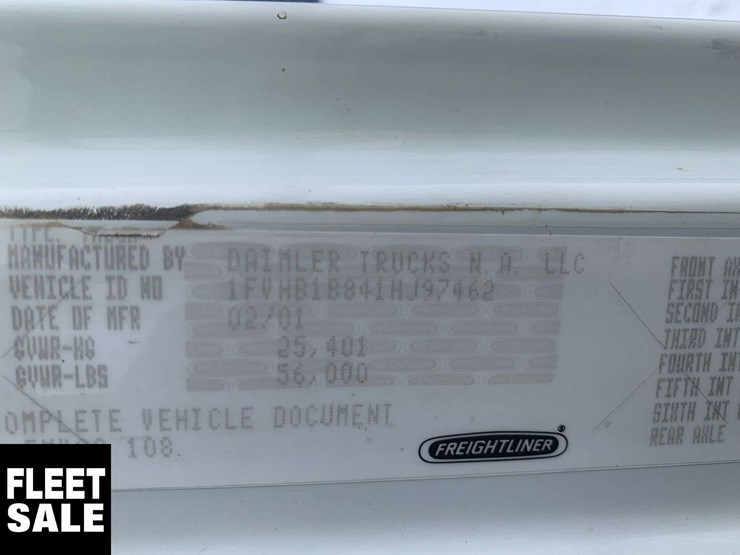 MANUFACTURED BY DAIMLER TRUCKS N.A. LLC
VEHICLE ID NO
DATE OF MFR 02/01
GVWR-KG 25,401
GVWR-LBS 56,000
OMPLETE VEHICLE DOCUMENT
108
FREIGHTLINER®
FRONT AX
FIRST INT
SECOND IN
THIRD INT
FOURTH INT
FIFTH INT
SIXTH INT
REAR AXLE
FLEET
SALE